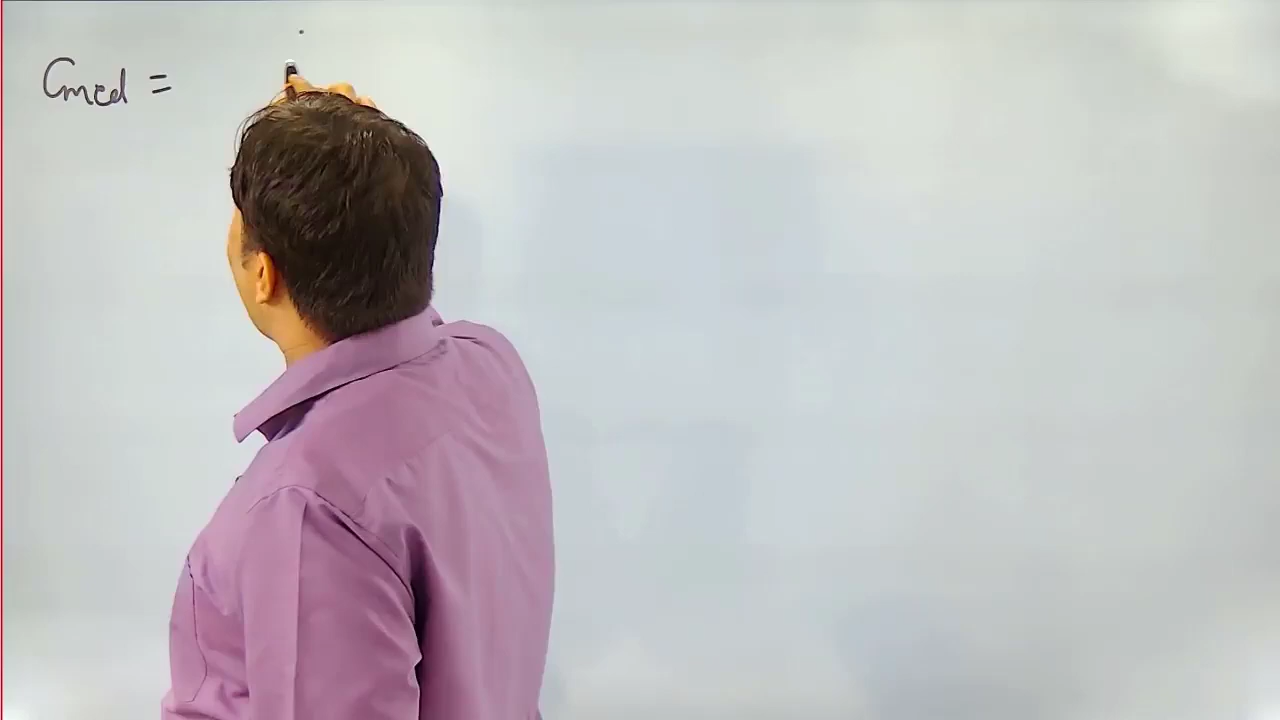 Cmed =